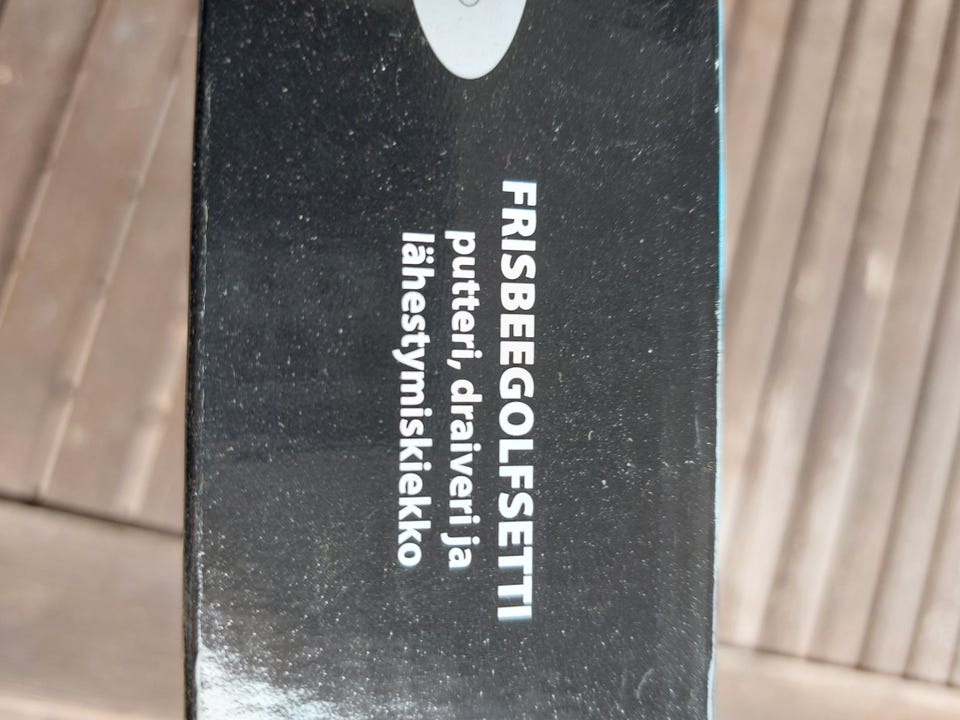 FRISBEEGOLFSETTI
putteri, draiveri ja
lähestymiskiekko